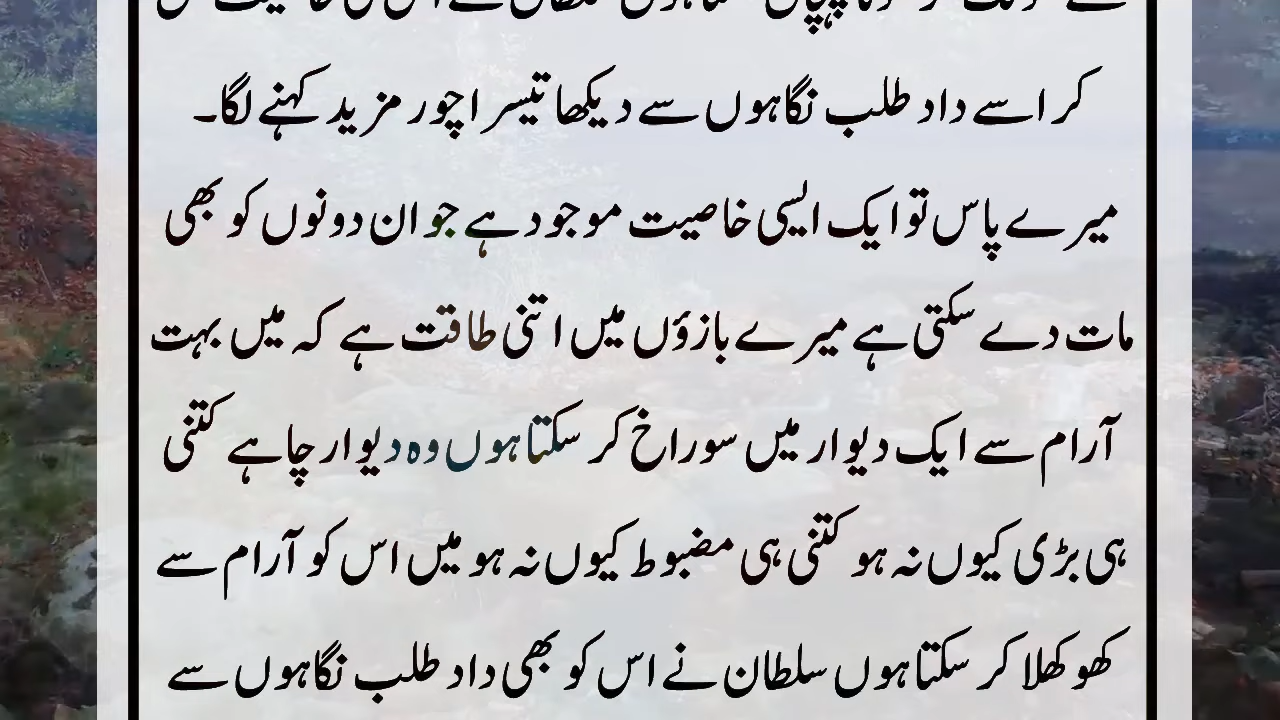 کر اسے داد طلب نگاہوں سے دیکھا تیسرا چور مزید کہنے لگا۔
میرے پاس تو ایک ایسی خاصیت موجود ہے جو ان دونوں کو بھی
مات دے سکتی ہے میرے بازؤں میں اتنی طاقت ہے کہ میں بہت
آرام سے ایک دیوار میں سوراخ کر سکتا ہوں وہ دیوار چاہے کتنی
ہی بڑی کیوں نہ ہو کتنی ہی مضبوط کیوں نہ ہو میں اس کو آرام سے
کھوکھلا کر سکتا ہوں سلطان نے اس کو بھی داد طلب نگاہوں سے